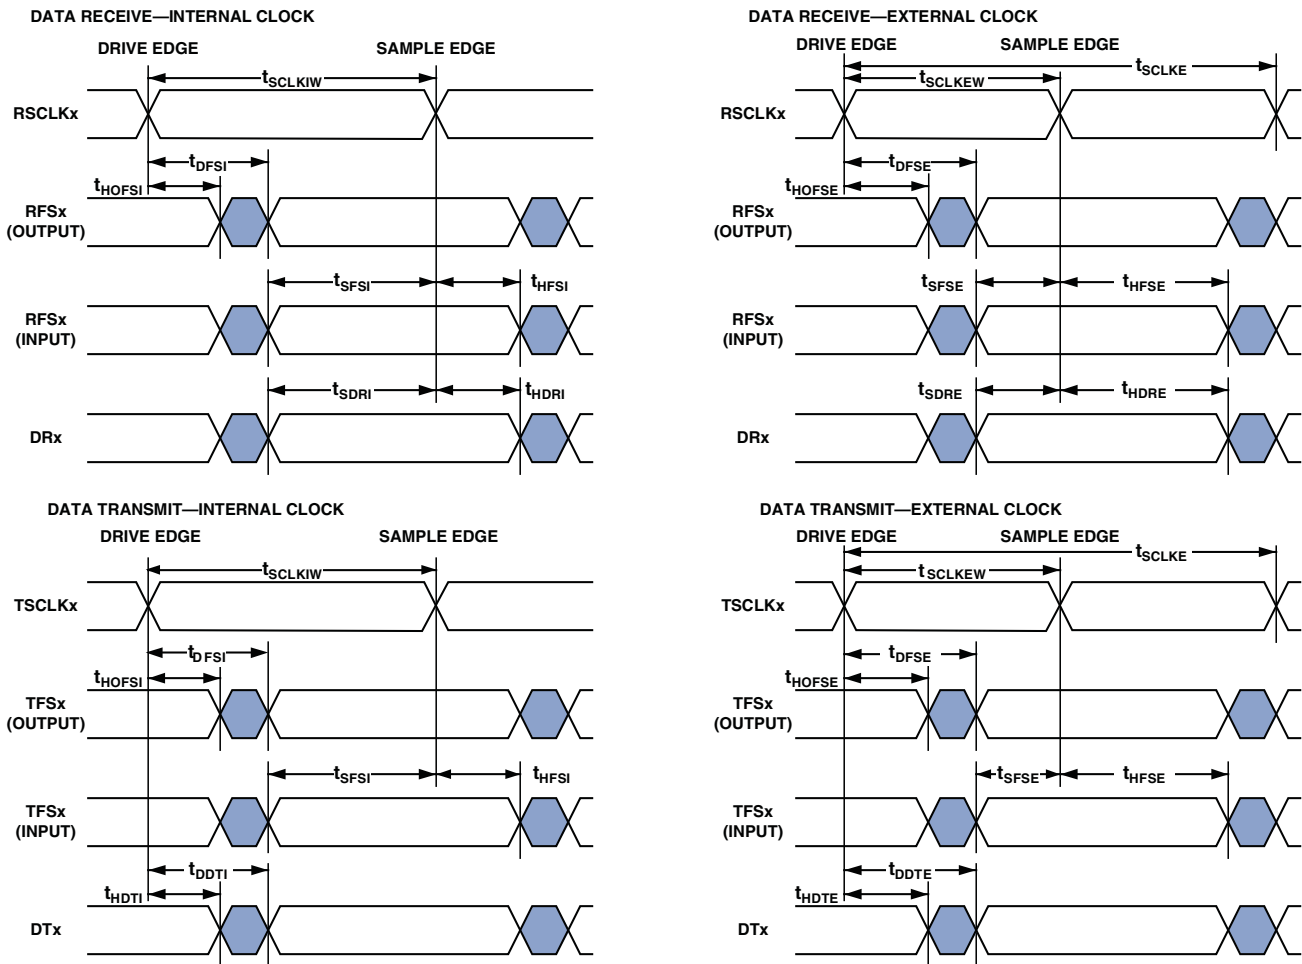 DATA RECEIVE—INTERNAL CLOCK
DRIVE EDGE
SAMPLE EDGE
tSCLKIW
RSCLKx
tDFSI
tHOFSI
RFSx
(OUTPUT)
tSFSI
tHFSI
RFSx
(INPUT)
tSDRI
tHDRI
DRx
DATA RECEIVE—EXTERNAL CLOCK
DRIVE EDGE
SAMPLE EDGE
tSCLKE
tSCLKEW
RSCLKx
tDFSE
tHOFSE
RFSx
(OUTPUT)
tSFSE
tHFSE
RFSx
(INPUT)
tSDRE
tHDRE
DRx
DATA TRANSMIT—INTERNAL CLOCK
DRIVE EDGE
SAMPLE EDGE
tSCLKIW
TSCLKx
tDFSI
tHOFSI
TFSx
(OUTPUT)
tSFSI
tHFSI
TFSx
(INPUT)
tDDTI
tHDTI
DTx
DATA TRANSMIT—EXTERNAL CLOCK
DRIVE EDGE
SAMPLE EDGE
tSCLKE
tSCLKEW
TSCLKx
tDFSE
tHOFSE
TFSx
(OUTPUT)
tSFSE
tHFSE
TFSx
(INPUT)
tDDTE
tHDTE
DTx